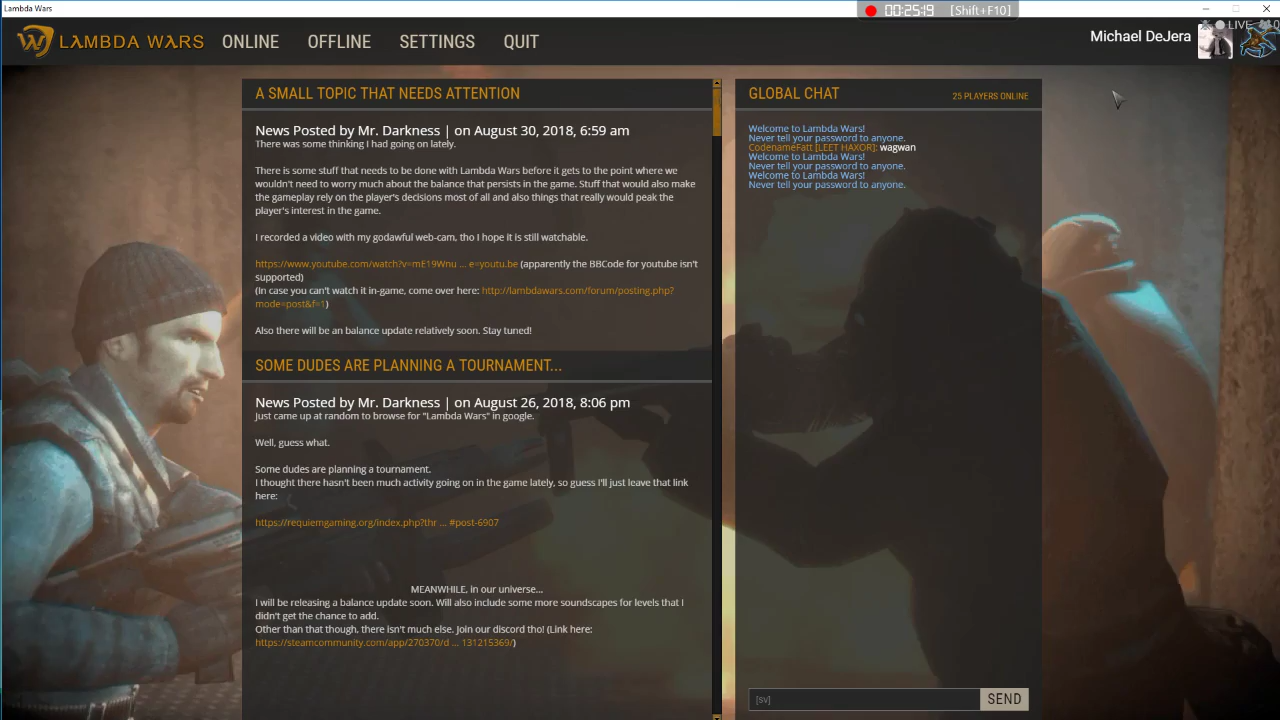 Lambda Wars
00:25:19 [Shift+F10]
LIVE
LAMBDA WARS ONLINE OFFLINE SETTINGS QUIT
Michael DeJera
A SMALL TOPIC THAT NEEDS ATTENTION
News Posted by Mr. Darkness | on August 30, 2018, 6:59 am
There was some thinking I had going on lately.
There is some stuff that needs to be done with Lambda Wars before it gets to the point where we
wouldn't need to worry much about the balance that persists in the game. Stuff that would also make
the gameplay rely on the player's decisions most of all and also things that really would peak the
player's interest in the game.
I recorded a video with my godawful web-cam, tho I hope it is still watchable.
https://www.youtube.com/watch?v=mE19Wnu ... e=youtu.be (apparently the BBCode for youtube isn't
supported)
(In case you can't watch it in-game, come over here: http://lambdawars.com/forum/posting.php?
mode=post&f=1)
Also there will be an balance update relatively soon. Stay tuned!
SOME DUDES ARE PLANNING A TOURNAMENT...
News Posted by Mr. Darkness | on August 26, 2018, 8:06 pm
Just came up at random to browse for "Lambda Wars" in google.
Well, guess what.
Some dudes are planning a tournament.
I thought there hasn't been much activity going on in the game lately, so guess I'll just leave that link
here:
https://requiemgaming.org/index.php?thr ... #post-6907
MEANWHILE, in our universe...
I will be releasing a balance update soon. Will also include some more soundscapes for levels that I
didn't get the chance to add.
Other than that though, there isn't much else. Join our discord tho! (Link here:
https://steamcommunity.com/app/270370/d ... 131215369/)
GLOBAL CHAT
25 PLAYERS ONLINE
Welcome to Lambda Wars!
Never tell your password to anyone.
CodenameFatt [LEET HAXOR]: wagwan
Welcome to Lambda Wars!
Never tell your password to anyone.
Welcome to Lambda Wars!
Never tell your password to anyone.
[sv]
SEND